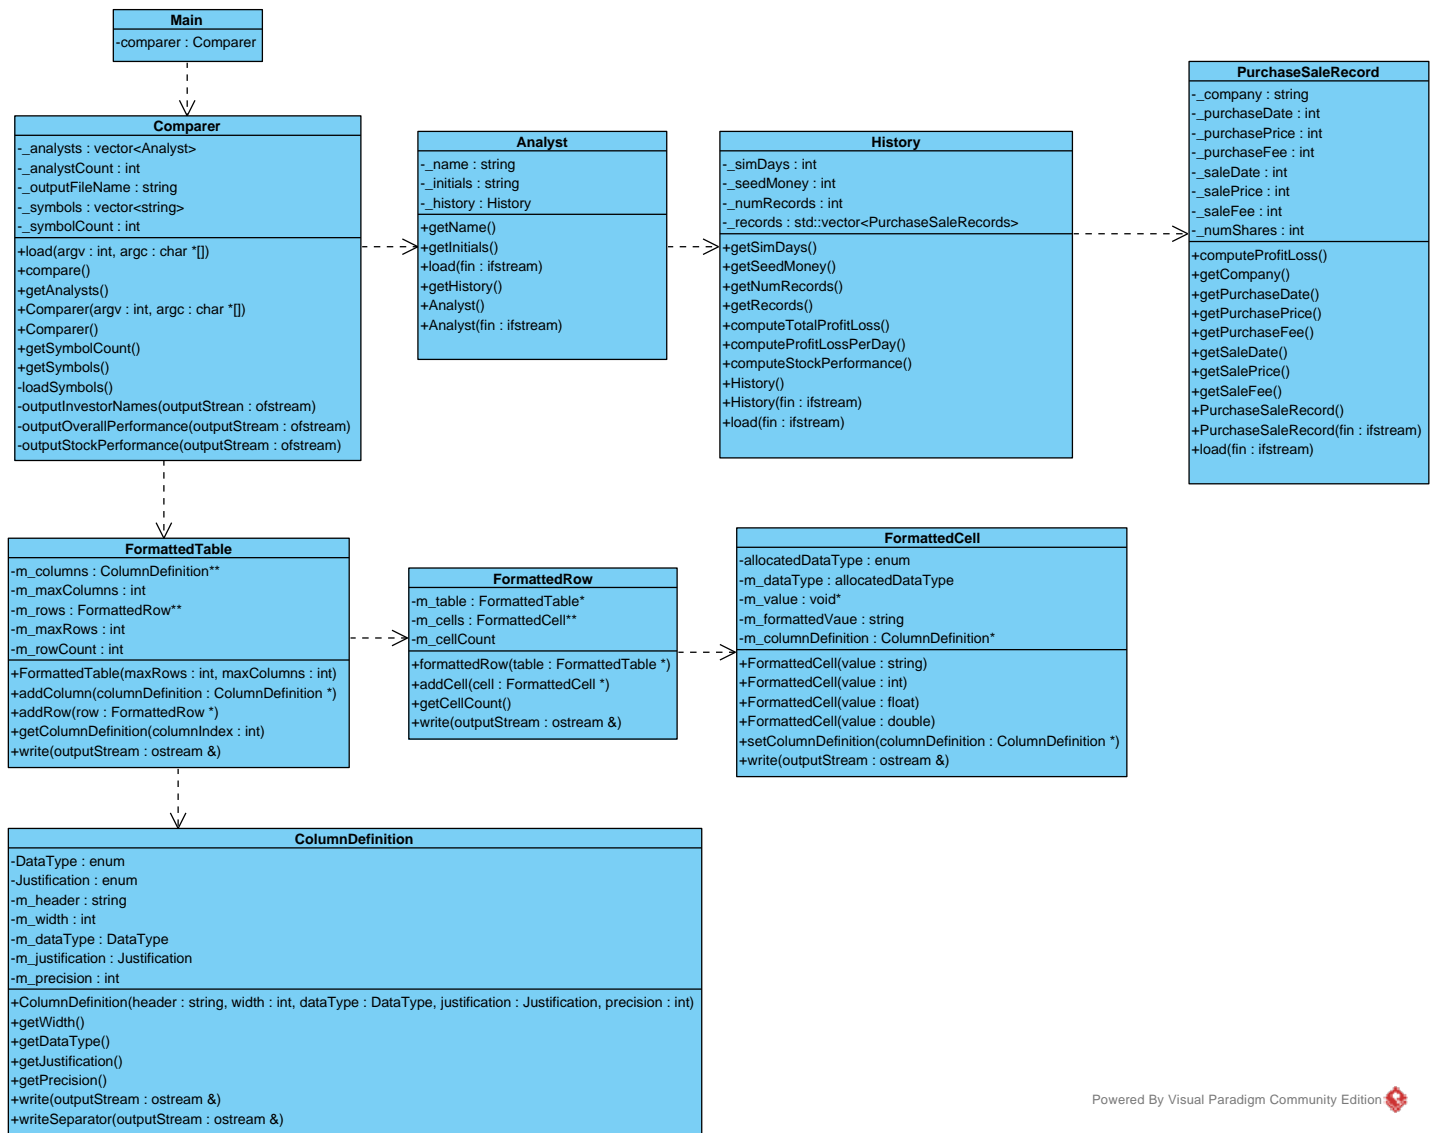 Main
-comparer : Comparer
Comparer
-_analysts : vector<Analyst>
-_analystCount : int
-_outputFileName : string
-_symbols : vector<string>
-_symbolCount : int
+load(argv : int, argc : char *[])
+compare()
+getAnalysts()
+Comparer(argv : int, argc : char *[])
+Comparer()
+getSymbolCount()
+getSymbols()
-loadSymbols()
-outputInvestorNames(outputStrean : ofstream)
-outputOverallPerformance(outputStream : ofstream)
-outputStockPerformance(outputStream : ofstream)
Analyst
-_name : string
-_initials : string
-_history : History
+getName()
+getInitials()
+load(fin : ifstream)
+getHistory()
+Analyst()
+Analyst(fin : ifstream)
History
-_simDays : int
-_seedMoney : int
-_numRecords : int
-_records : std::vector<PurchaseSaleRecords>
+getSimDays()
+getSeedMoney()
+getNumRecords()
+getRecords()
+computeTotalProfitLoss()
+computeProfitLossPerDay()
+computeStockPerformance()
+History()
+History(fin : ifstream)
+load(fin : ifstream)
PurchaseSaleRecord
-_company : string
-_purchaseDate : int
-_purchasePrice : int
-_purchaseFee : int
-_saleDate : int
-_salePrice : int
-_saleFee : int
-_numShares : int
+computeProfitLoss()
+getCompany()
+getPurchaseDate()
+getPurchasePrice()
+getPurchaseFee()
+getSaleDate()
+getSalePrice()
+getSaleFee()
+PurchaseSaleRecord()
+PurchaseSaleRecord(fin : ifstream)
+load(fin : ifstream)
FormattedTable
-m_columns : ColumnDefinition**
-m_maxColumns : int
-m_rows : FormattedRow**
-m_maxRows : int
-m_rowCount : int
+FormattedTable(maxRows : int, maxColumns : int)
+addColumn(columnDefinition : ColumnDefinition *)
+addRow(row : FormattedRow *)
+getColumnDefinition(columnIndex : int)
+write(outputStream : ostream &)
FormattedRow
-m_table : FormattedTable*
-m_cells : FormattedCell**
-m_cellCount
+formattedRow(table : FormattedTable *)
+addCell(cell : FormattedCell *)
+getCellCount()
+write(outputStream : ostream &)
FormattedCell
-allocatedDataType : enum
-m_dataType : allocatedDataType
-m_value : void*
-m_formattedVaue : string
-m_columnDefinition : ColumnDefinition*
+FormattedCell(value : string)
+FormattedCell(value : int)
+FormattedCell(value : float)
+FormattedCell(value : double)
+setColumnDefinition(columnDefinition : ColumnDefinition *)
+write(outputStream : ostream &)
ColumnDefinition
-DataType : enum
-Justification : enum
-m_header : string
-m_width : int
-m_dataType : DataType
-m_justification : Justification
-m_precision : int
+ColumnDefinition(header : string, width : int, dataType : DataType, justification : Justification, precision : int)
+getWidth()
+getDataType()
+getJustification()
+getPrecision()
+write(outputStream : ostream &)
+writeSeparator(outputStream : ostream &)
Powered By Visual Paradigm Community Edition